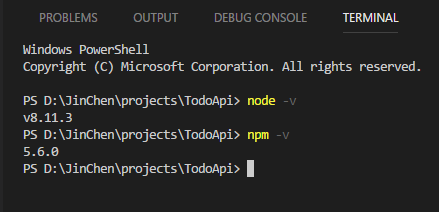 PROBLEMS OUTPUT DEBUG CONSOLE TERMINAL
Windows PowerShell
Copyright (C) Microsoft Corporation. All rights reserved.
PS D:\JinChen\projects\TodoApi> node -v
v8.11.3
PS D:\JinChen\projects\TodoApi> npm -v
5.6.0
PS D:\JinChen\projects\TodoApi>